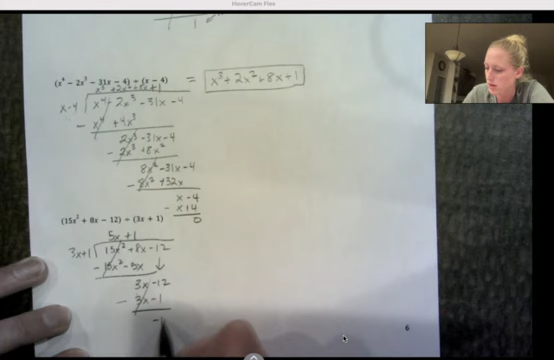 HoverCam Flex
(x⁴ − 2x³ − 31x − 4) ÷ (x − 4) = x³ + 2x² + 8x + 1
x³ + 2x² + 8x + 1
x - 4 x⁴ - 2x³ - 31x - 4
- x⁴ + 4x³
2x³ - 31x - 4
- 2x³ + 8x²
8x² - 31x - 4
- 8x² + 32x
x - 4
- x + 4
0
(15x² + 8x − 12) ÷ (3x + 1)
5x + 1
3x+1 15x² + 8x - 12
- 15x² - 5x
3x - 12
- 3x - 1
-1
6